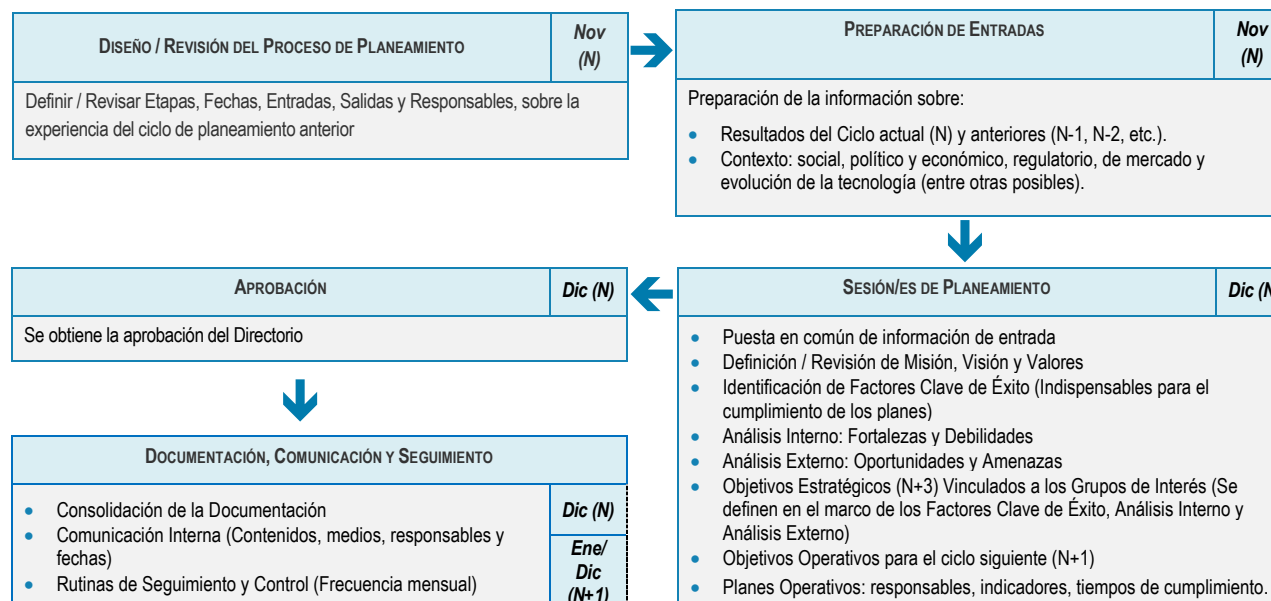 DISEÑO / REVISIÓN DEL PROCESO DE PLANEAMIENTO
Nov
(N)
Definir / Revisar Etapas, Fechas, Entradas, Salidas y Responsables, sobre la
experiencia del ciclo de planeamiento anterior
PREPARACIÓN DE ENTRADAS
Nov
(N)
Preparación de la información sobre:
• Resultados del Ciclo actual (N) y anteriores (N-1, N-2, etc.).
• Contexto: social, político y económico, regulatorio, de mercado y
evolución de la tecnología (entre otras posibles).
SESIÓN/ES DE PLANEAMIENTO
Dic (N
• Puesta en común de información de entrada
• Definición / Revisión de Misión, Visión y Valores
• Identificación de Factores Clave de Éxito (Indispensables para el
cumplimiento de los planes)
• Análisis Interno: Fortalezas y Debilidades
• Análisis Externo: Oportunidades y Amenazas
• Objetivos Estratégicos (N+3) Vinculados a los Grupos de Interés (Se
definen en el marco de los Factores Clave de Éxito, Análisis Interno y
Análisis Externo)
• Objetivos Operativos para el ciclo siguiente (N+1)
• Planes Operativos: responsables, indicadores, tiempos de cumplimiento.
APROBACIÓN
Dic (N)
Se obtiene la aprobación del Directorio
DOCUMENTACIÓN, COMUNICACIÓN Y SEGUIMIENTO
• Consolidación de la Documentación
• Comunicación Interna (Contenidos, medios, responsables y
fechas)
• Rutinas de Seguimiento y Control (Frecuencia mensual)
Dic (N)
Ene/
Dic
(N+1)